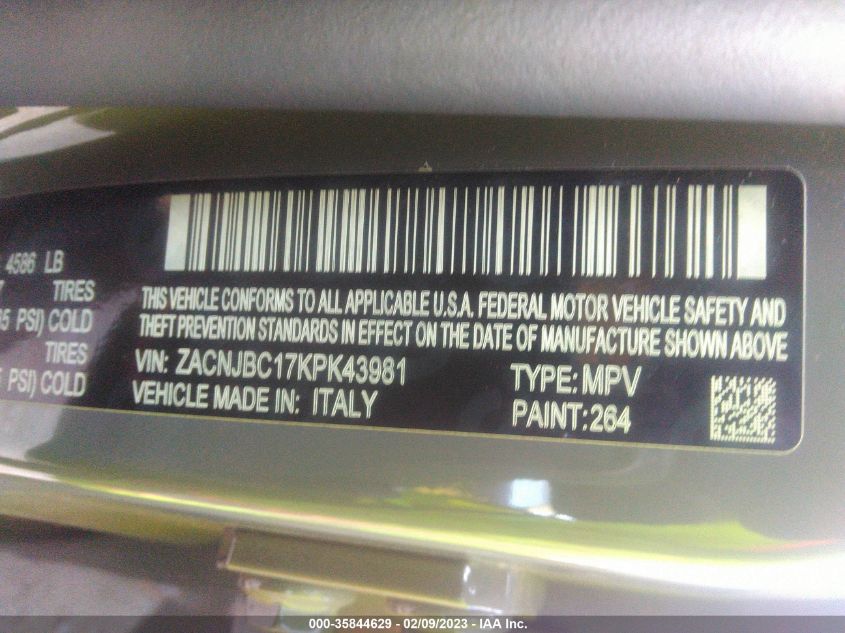 4586 LB
TIRES
PSI) COLD
TIRES
PSI) COLD
THIS VEHICLE CONFORMS TO ALL APPLICABLE U.S.A. FEDERAL MOTOR VEHICLE SAFETY AND
THEFT PREVENTION STANDARDS IN EFFECT ON THE DATE OF MANUFACTURE SHOWN ABOVE
VIN: ZACNJBC17KPK43981
TYPE: MPV
VEHICLE MADE IN: ITALY
PAINT: 264
000-35844629 - 02/09/2023 - IAA Inc.